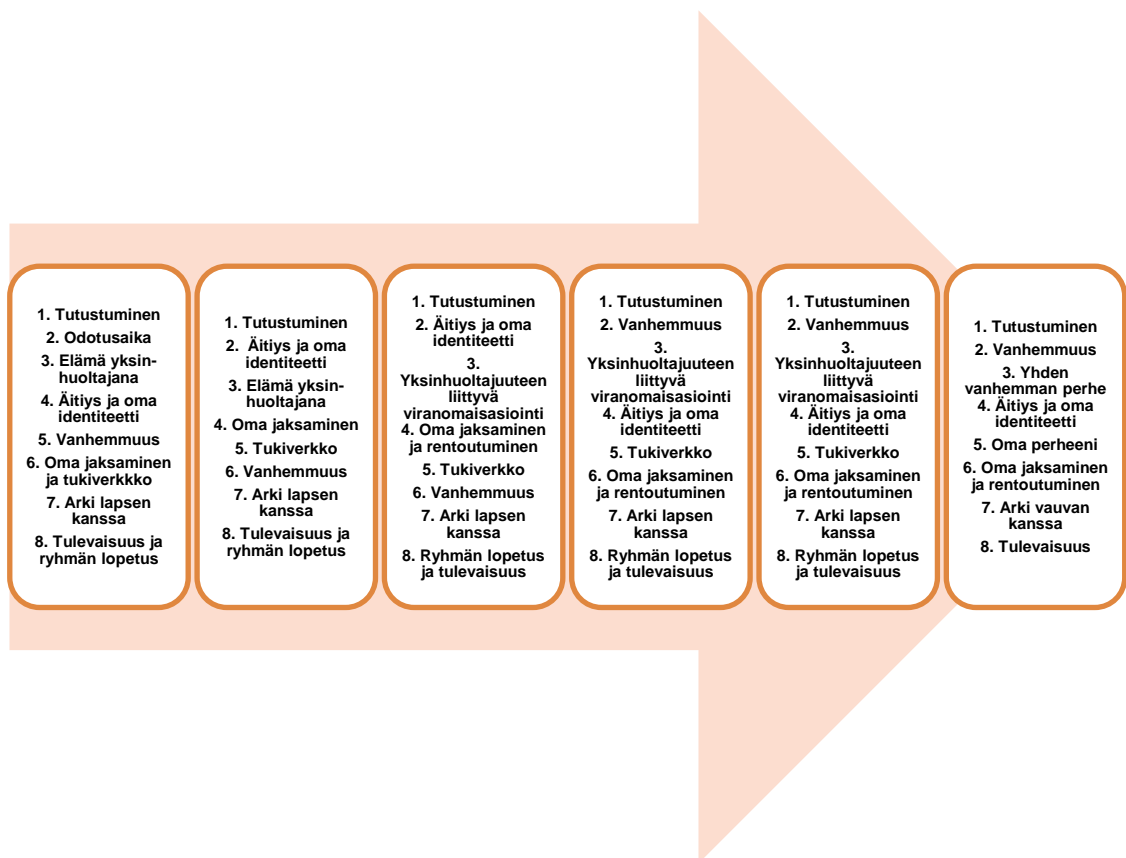 1. Tutustuminen
2. Odotusaika
3. Elämä yksin-
huoltajana
4. Äitiys ja oma
identiteetti
5. Vanhemmuus
6. Oma jaksaminen
ja tukiverkkko
7. Arki lapsen
kanssa
8. Tulevaisuus ja
ryhmän lopetus
1. Tutustuminen
2. Äitiys ja oma
identiteetti
3. Elämä yksin-
huoltajana
4. Oma jaksaminen
5. Tukiverkko
6. Vanhemmuus
7. Arki lapsen
kanssa
8. Tulevaisuus ja
ryhmän lopetus
1. Tutustuminen
2. Äitiys ja oma
identiteetti
3.
Yksinhuoltajuuteen
liittyvä
viranomaisasiointi
4. Oma jaksaminen
ja rentoutuminen
5. Tukiverkko
6. Vanhemmuus
7. Arki lapsen
kanssa
8. Ryhmän lopetus
ja tulevaisuus
1. Tutustuminen
2. Vanhemmuus
3.
Yksinhuoltajuuteen
liittyvä
viranomaisasiointi
4. Äitiys ja oma
identiteetti
5. Tukiverkko
6. Oma jaksaminen
ja rentoutuminen
7. Arki lapsen
kanssa
8. Ryhmän lopetus
ja tulevaisuus
1. Tutustuminen
2. Vanhemmuus
3.
Yksinhuoltajuuteen
liittyvä
viranomaisasiointi
4. Äitiys ja oma
identiteetti
5. Tukiverkko
6. Oma jaksaminen
ja rentoutuminen
7. Arki lapsen
kanssa
8. Ryhmän lopetus
ja tulevaisuus
1. Tutustuminen
2. Vanhemmuus
3. Yhden
vanhemman perhe
4. Äitiys ja oma
identiteetti
5. Oma perheeni
6. Oma jaksaminen
ja rentoutuminen
7. Arki vauvan
kanssa
8. Tulevaisuus